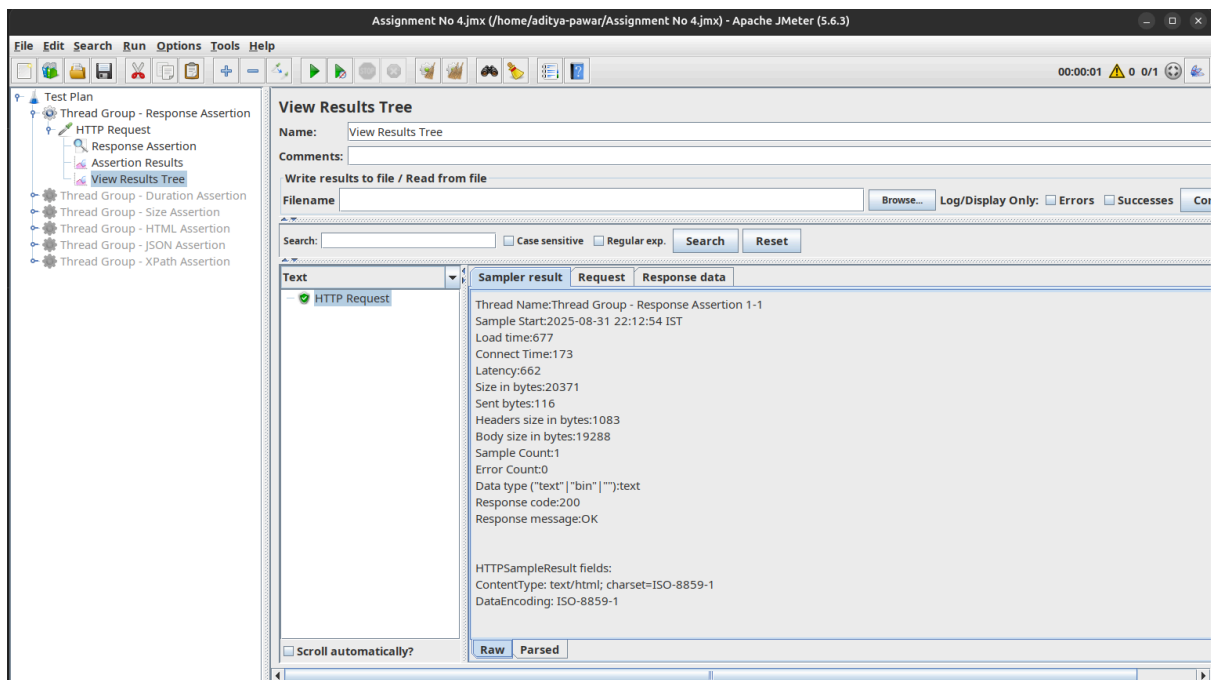 Assignment No 4.jmx (/home/aditya-pawar/Assignment No 4.jmx) - Apache JMeter (5.6.3)
File Edit Search Run Options Tools Help
00:00:01 0 0/1
Test Plan
Thread Group - Response Assertion
HTTP Request
Response Assertion
Assertion Results
View Results Tree
Thread Group - Duration Assertion
Thread Group - Size Assertion
Thread Group - HTML Assertion
Thread Group - JSON Assertion
Thread Group - XPath Assertion
View Results Tree
Name: View Results Tree
Comments:
Write results to file / Read from file
Filename Browse... Log/Display Only: Errors Successes Cor
Search: Case sensitive Regular exp. Search Reset
Text
HTTP Request
Scroll automatically?
Sampler result Request Response data
Thread Name:Thread Group - Response Assertion 1-1
Sample Start:2025-08-31 22:12:54 IST
Load time:677
Connect Time:173
Latency:662
Size in bytes:20371
Sent bytes:116
Headers size in bytes:1083
Body size in bytes:19288
Sample Count:1
Error Count:0
Data type ("text"|"bin"|""):text
Response code:200
Response message:OK
HTTPSampleResult fields:
ContentType: text/html; charset=ISO-8859-1
DataEncoding: ISO-8859-1
Raw Parsed